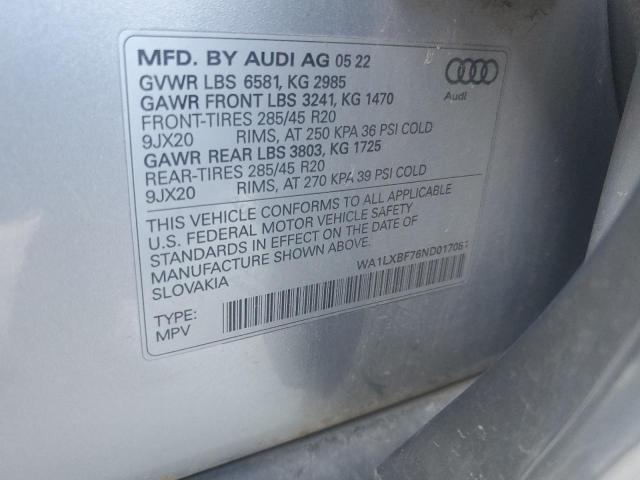 MFD. BY AUDI AG 05 22
GVWR LBS 6581, KG 2985
GAWR FRONT LBS 3241, KG 1470
FRONT-TIRES 285/45 R20
9JX20 RIMS, AT 250 KPA 36 PSI COLD
GAWR REAR LBS 3803, KG 1725
REAR-TIRES 285/45 R20
9JX20 RIMS, AT 270 KPA 39 PSI COLD
THIS VEHICLE CONFORMS TO ALL APPLICABLE
U.S. FEDERAL MOTOR VEHICLE SAFETY
STANDARDS IN EFFECT ON THE DATE OF
MANUFACTURE SHOWN ABOVE.
SLOVAKIA
TYPE:
MPV
Audi